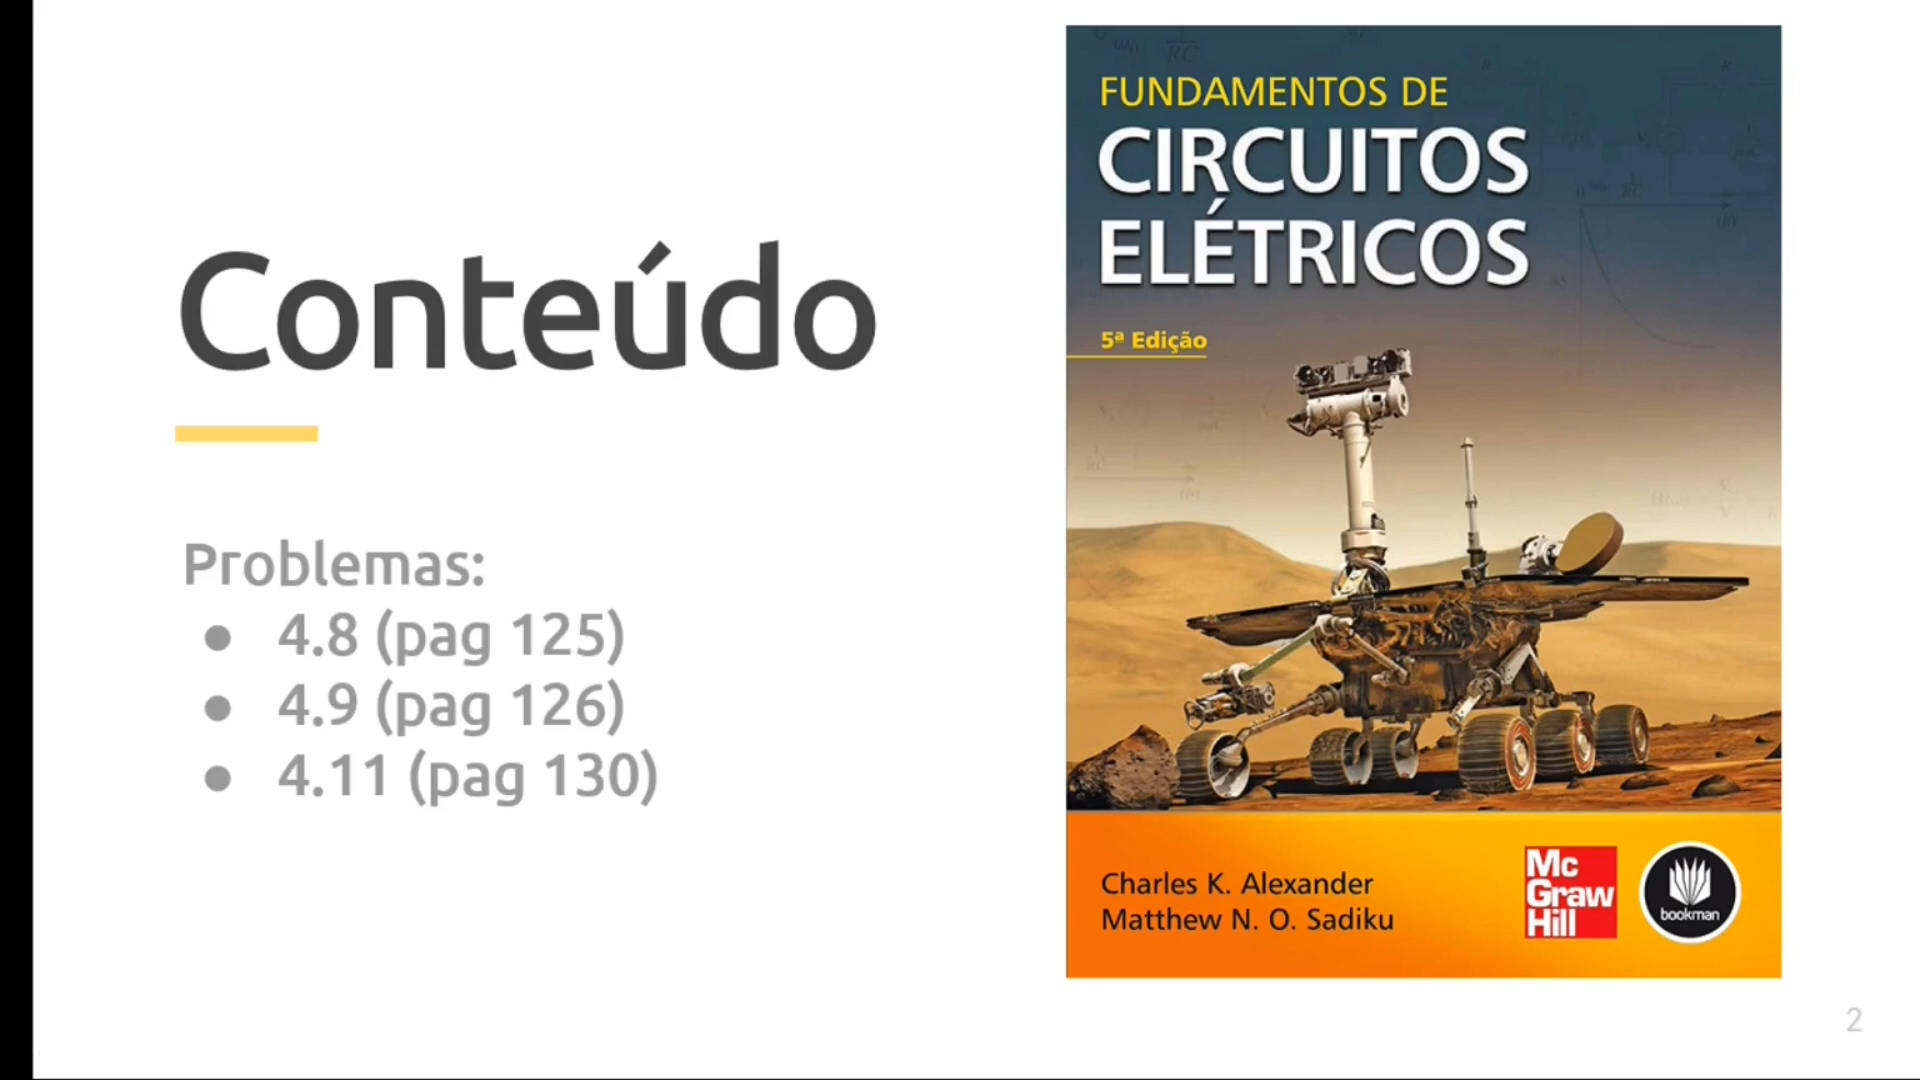 Conteúdo
Problemas:
● 4.8 (pag 125)
● 4.9 (pag 126)
● 4.11 (pag 130)
FUNDAMENTOS DE
CIRCUITOS
ELÉTRICOS
5ª Edição
Charles K. Alexander
Matthew N. O. Sadiku
Mc
Graw
Hill
bookman
2